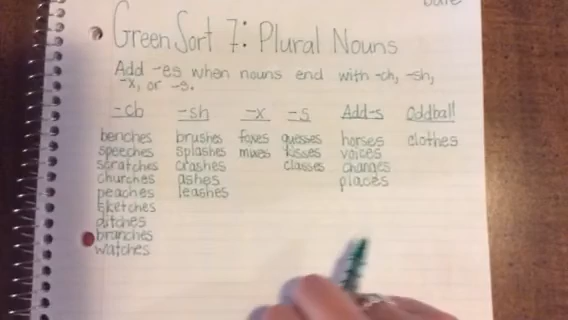 Date
Green Sort 7: Plural Nouns
Add -es when nouns end with -ch, -sh,
-x, or -s.
-ch -sh -x -s Add-s Oddball
benches brushes foxes guesses horses clothes
speeches splashes mixes kisses voices
scratches crashes classes changes
churches ashes places
peaches leashes
sketches
ditches
branches
watches